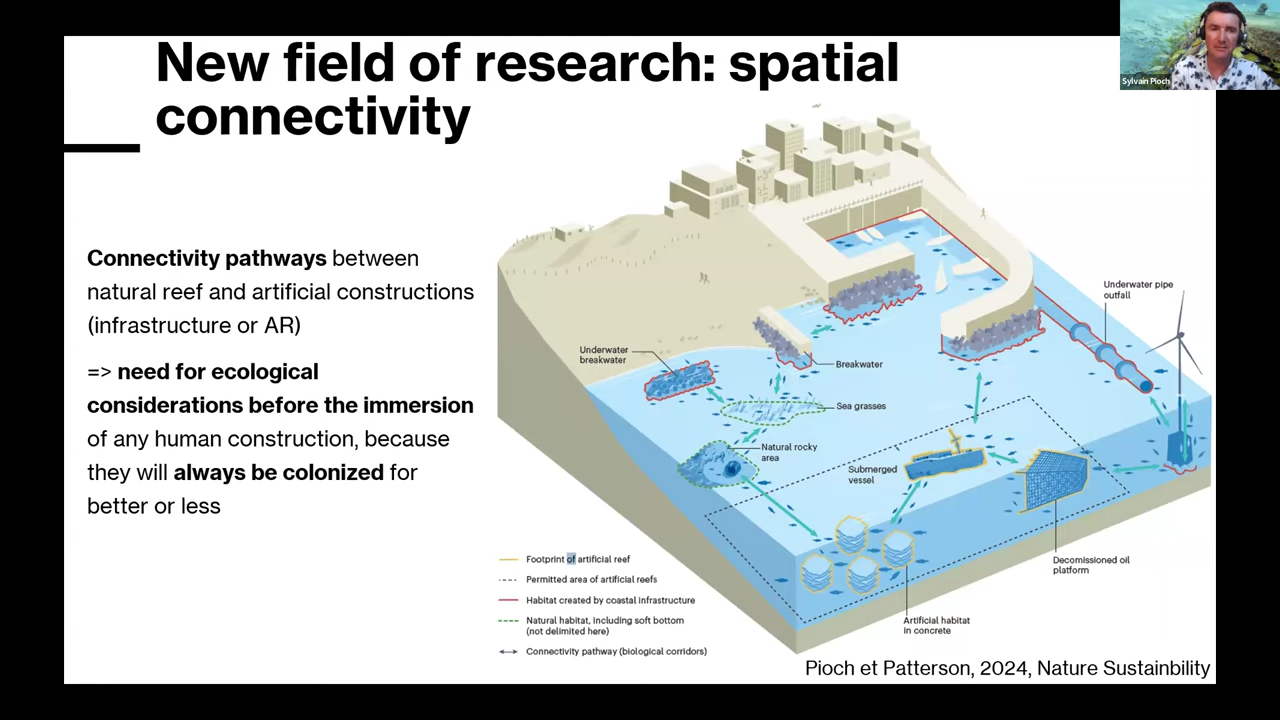 New field of research: spatial
connectivity
Sylvain Pioch
Connectivity pathways between
natural reef and artificial constructions
(infrastructure or AR)
=> need for ecological
considerations before the immersion
of any human construction, because
they will always be colonized for
better or less
Underwater pipe
outfall
Underwater
breakwater
Breakwater
Sea grasses
Natural rocky
area
Submerged
vessel
Decomissioned oil
platform
Artificial habitat
in concrete
Footprint of artificial reef
Permitted area of artificial reefs
Habitat created by coastal infrastructure
Natural habitat, including soft bottom
(not delimited here)
Connectivity pathway (biological corridors)
Pioch et Patterson, 2024, Nature Sustainbility